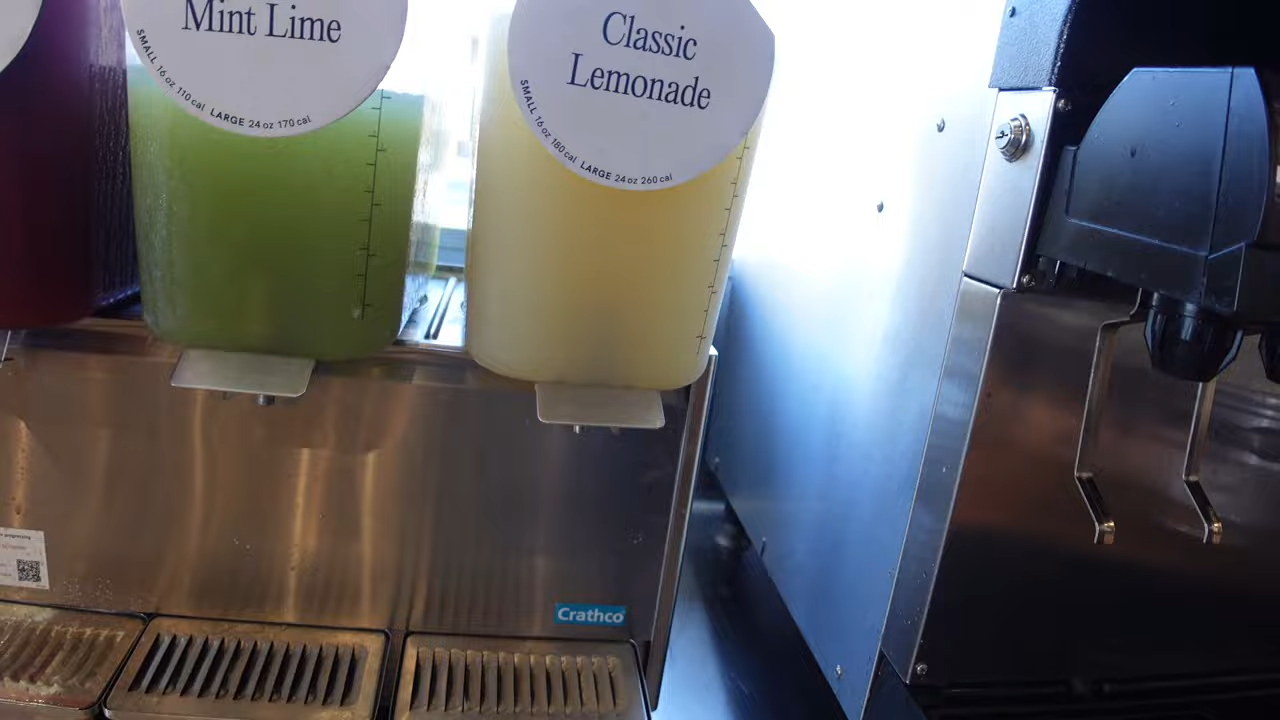 Mint Lime
SMALL 16 oz 110 cal LARGE 24 oz 170 cal
Classic
Lemonade
SMALL 16 oz 180 cal LARGE 24 oz 260 cal
Crathco